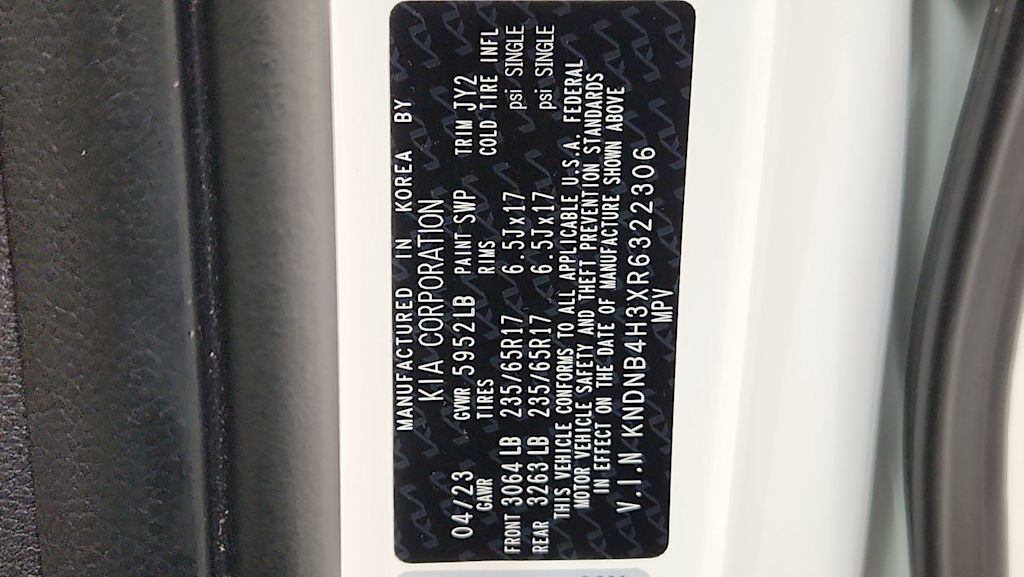 MANUFACTURED IN KOREA BY
KIA CORPORATION
04/23 GVWR 5952LB PAINT SWP TRIM JY2
GAWR TIRES RIMS COLD TIRE INFL
FRONT 3064LB 235/65R17 6.5Jx17 psi SINGLE
REAR 3263LB 235/65R17 6.5Jx17 psi SINGLE
THIS VEHICLE CONFORMS TO ALL APPLICABLE U.S.A. FEDERAL
MOTOR VEHICLE SAFETY AND THEFT PREVENTION STANDARDS
IN EFFECT ON THE DATE OF MANUFACTURE SHOWN ABOVE
V.I.N KNDNB4H3XR6322306
MPV